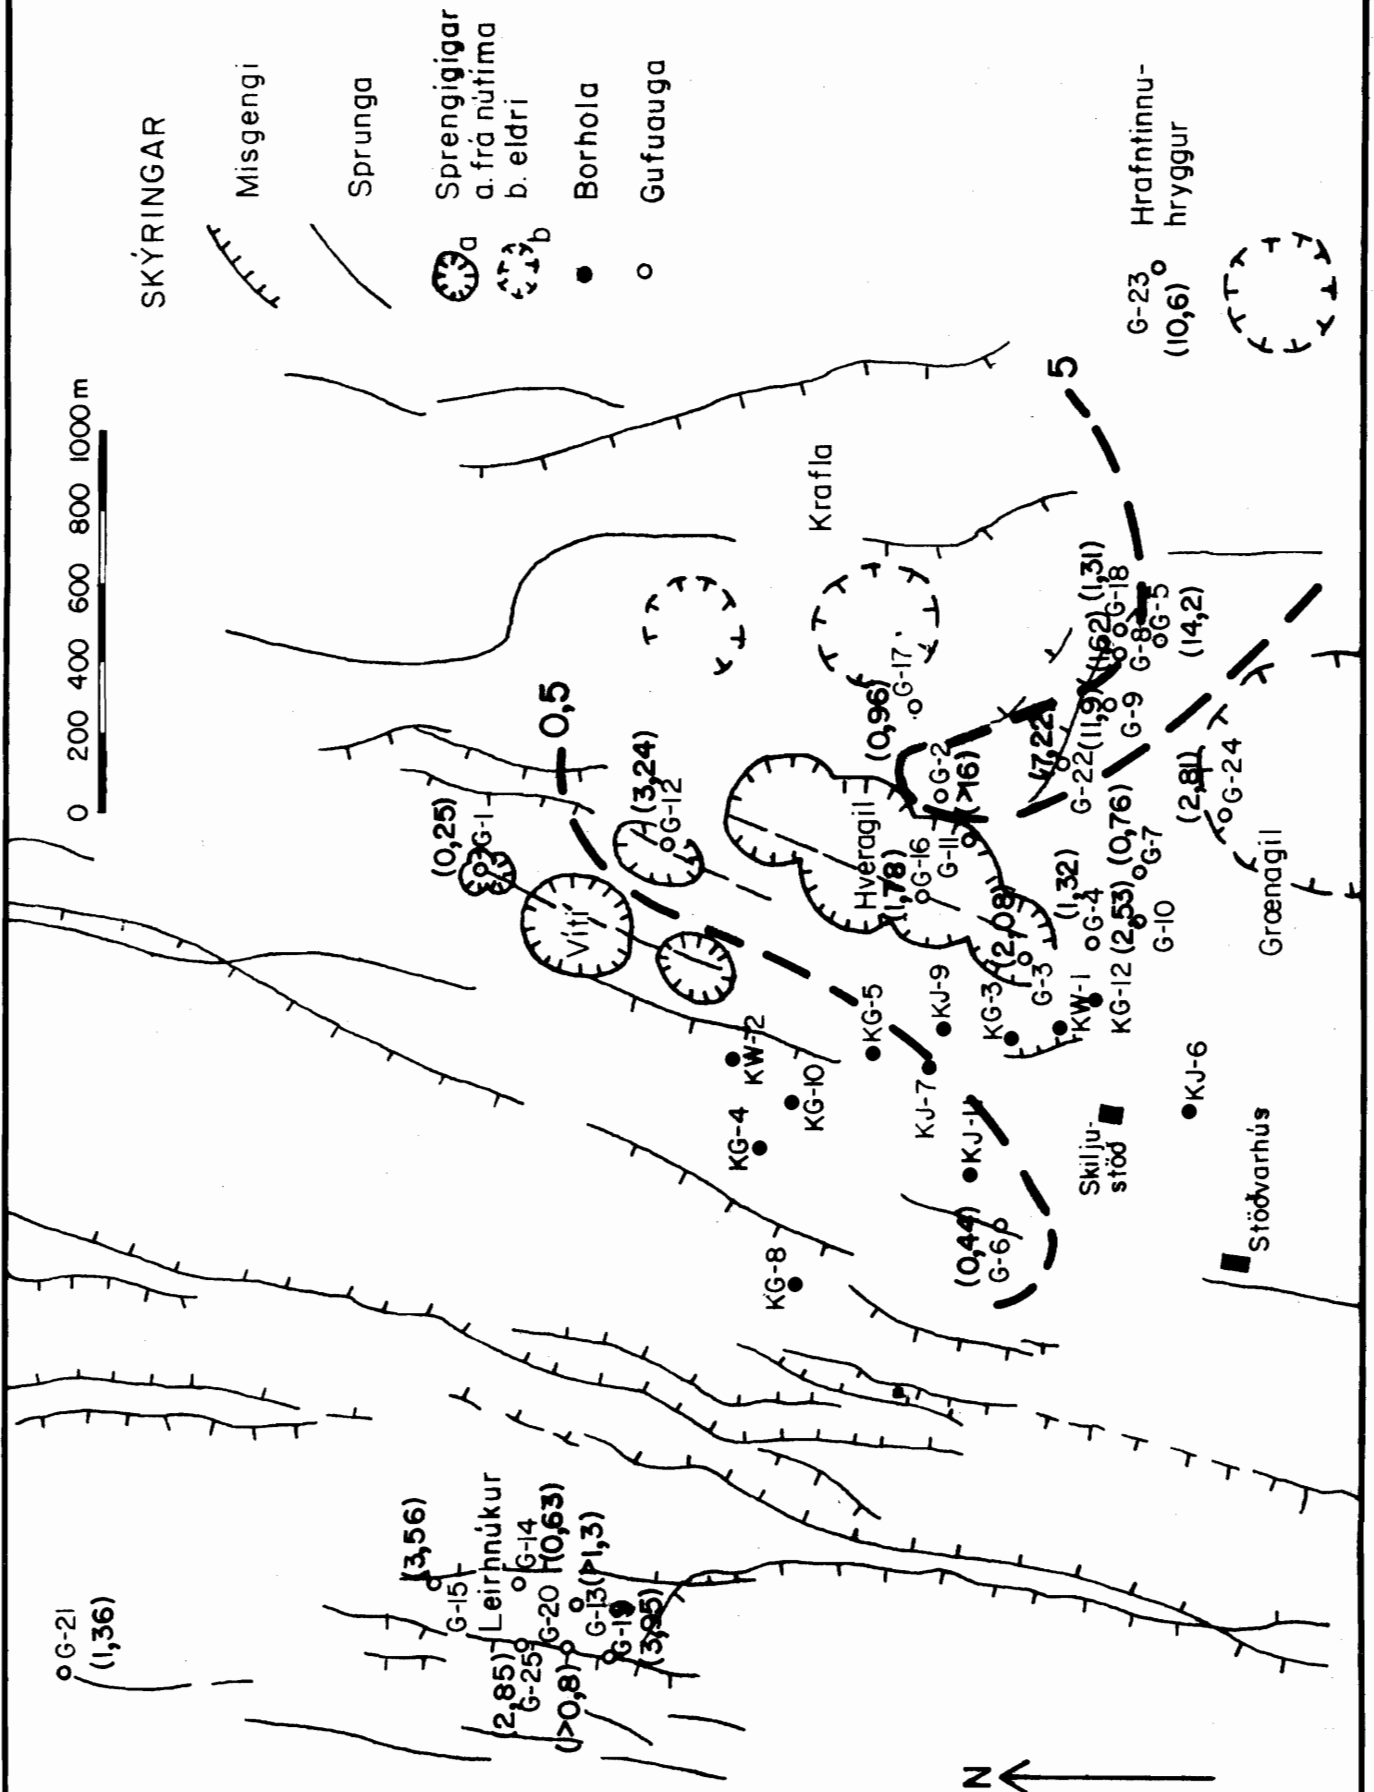 SKÝRINGAR
Misgengi
Sprunga
Sprengigigar
a. frá nútíma
b. eldri
a
b
Borhola
Gufuauga
0 200 400 600 800 1000 m
Hrafntinnu-
hryggur
G-23
(10,6)
5
Krafla
0,5
(0,25)
G-1
Víti
(3,24)
G-12
(0,96)
G-17
Hveragil
(1,78)
G-16
G-11
G-2
(>16)
(7,22)
G-22
(11,9)
G-9
(1,62)
G-8
(1,31)
G-18
G-5
(14,2)
(2,81)
G-24
Grænagil
(0,76)
G-7
(2,53)
G-10
(1,32)
G-4
(2,08)
G-3
KG-3
KW-1
KG-12
KJ-9
KG-5
KJ-7
KW-2
KG-10
KG-4
KJ-6
Skilju-
stöð
Stöðvarhús
(0,44)
G-6
KG-8
(3,56)
G-15
Leirhnúkur
G-14
(0,63)
G-20
G-13
(>1,3)
G-19
(3,95)
(2,85)
G-25
(>0,8)
G-21
(1,36)
N